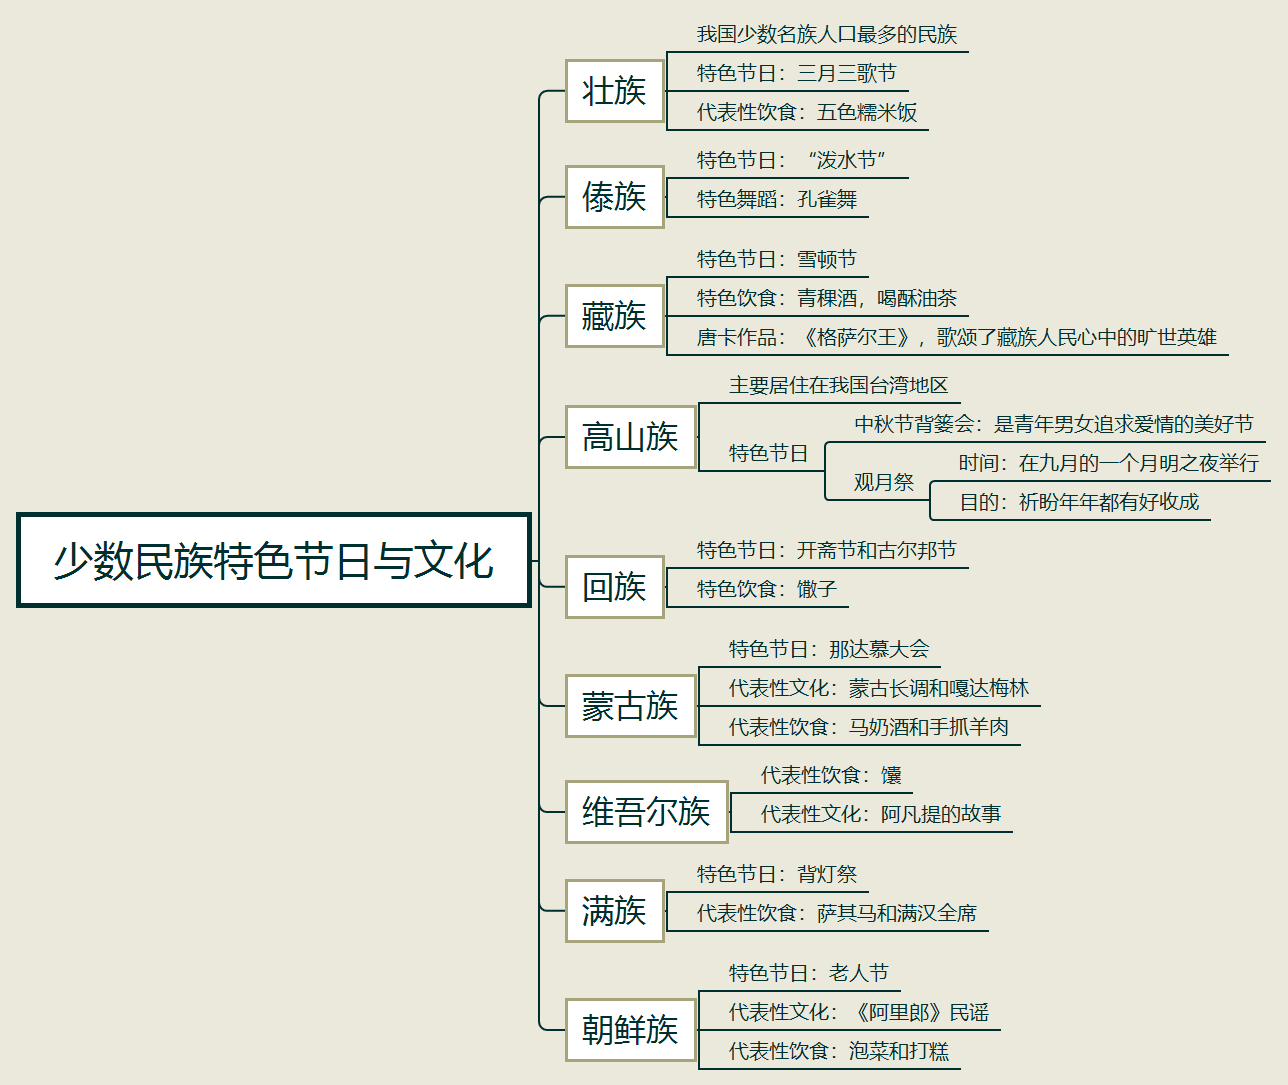 少数民族特色节日与文化
壮族
我国少数名族人口最多的民族
特色节日：三月三歌节
代表性饮食：五色糯米饭
傣族
特色节日：“泼水节”
特色舞蹈：孔雀舞
藏族
特色节日：雪顿节
特色饮食：青稞酒，喝酥油茶
唐卡作品：《格萨尔王》，歌颂了藏族人民心中的旷世英雄
高山族
主要居住在我国台湾地区
特色节日
中秋节背篓会：是青年男女追求爱情的美好节
观月祭
时间：在九月的一个月明之夜举行
目的：祈盼年年都有好收成
回族
特色节日：开斋节和古尔邦节
特色饮食：馓子
蒙古族
特色节日：那达慕大会
代表性文化：蒙古长调和嘎达梅林
代表性饮食：马奶酒和手抓羊肉
维吾尔族
代表性饮食：馕
代表性文化：阿凡提的故事
满族
特色节日：背灯祭
代表性饮食：萨其马和满汉全席
朝鲜族
特色节日：老人节
代表性文化：《阿里郎》民谣
代表性饮食：泡菜和打糕